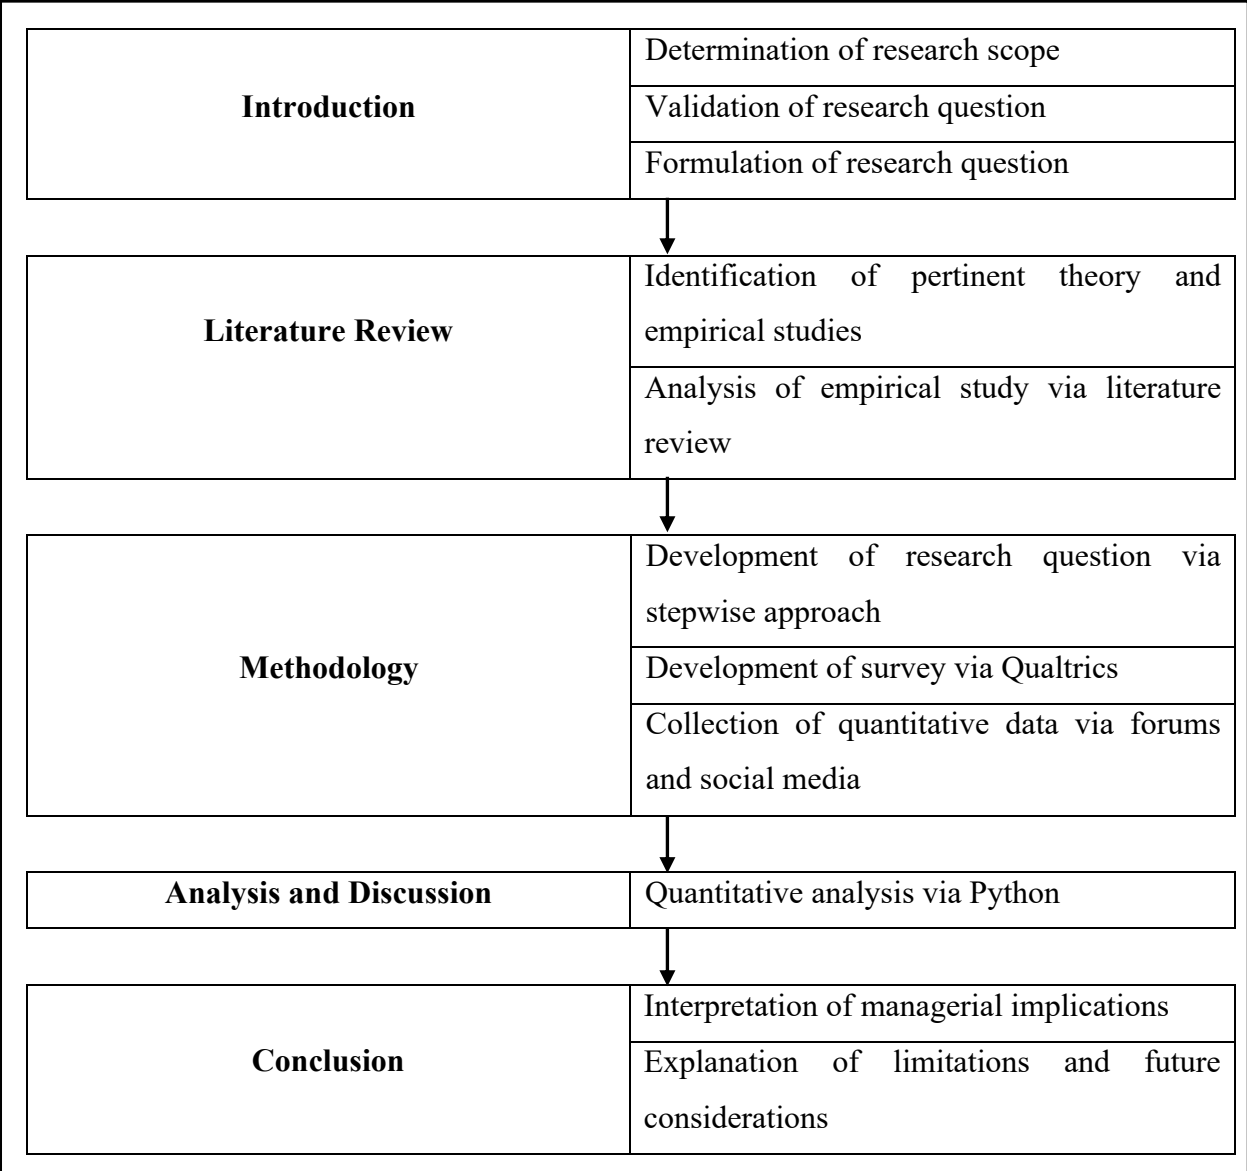 Introduction
Determination of research scope
Validation of research question
Formulation of research question
Literature Review
Identification of pertinent theory and
empirical studies
Analysis of empirical study via literature
review
Methodology
Development of research question via
stepwise approach
Development of survey via Qualtrics
Collection of quantitative data via forums
and social media
Analysis and Discussion
Quantitative analysis via Python
Conclusion
Interpretation of managerial implications
Explanation of limitations and future
considerations